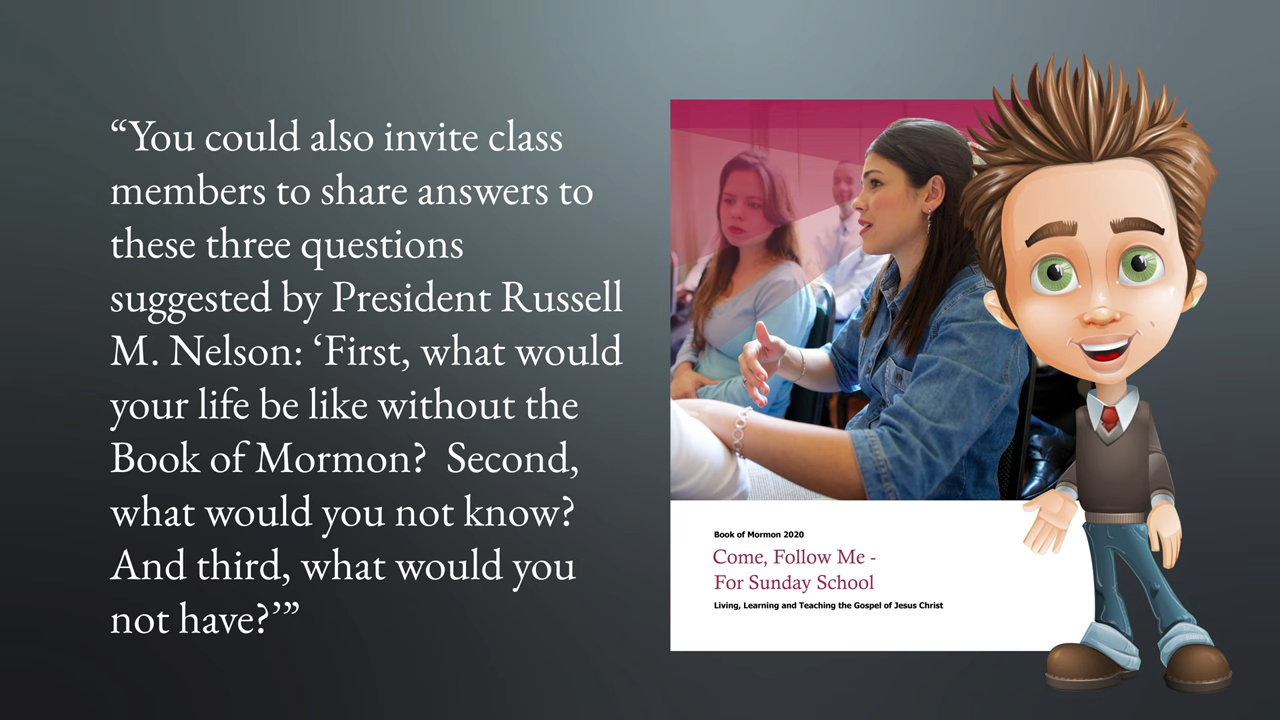 “You could also invite class
members to share answers to
these three questions
suggested by President Russell
M. Nelson: ‘First, what would
your life be like without the
Book of Mormon?  Second,
what would you not know?
And third, what would you
not have?’”
Book of Mormon 2020
Come, Follow Me -
For Sunday School
Living, Learning and Teaching the Gospel of Jesus Christ